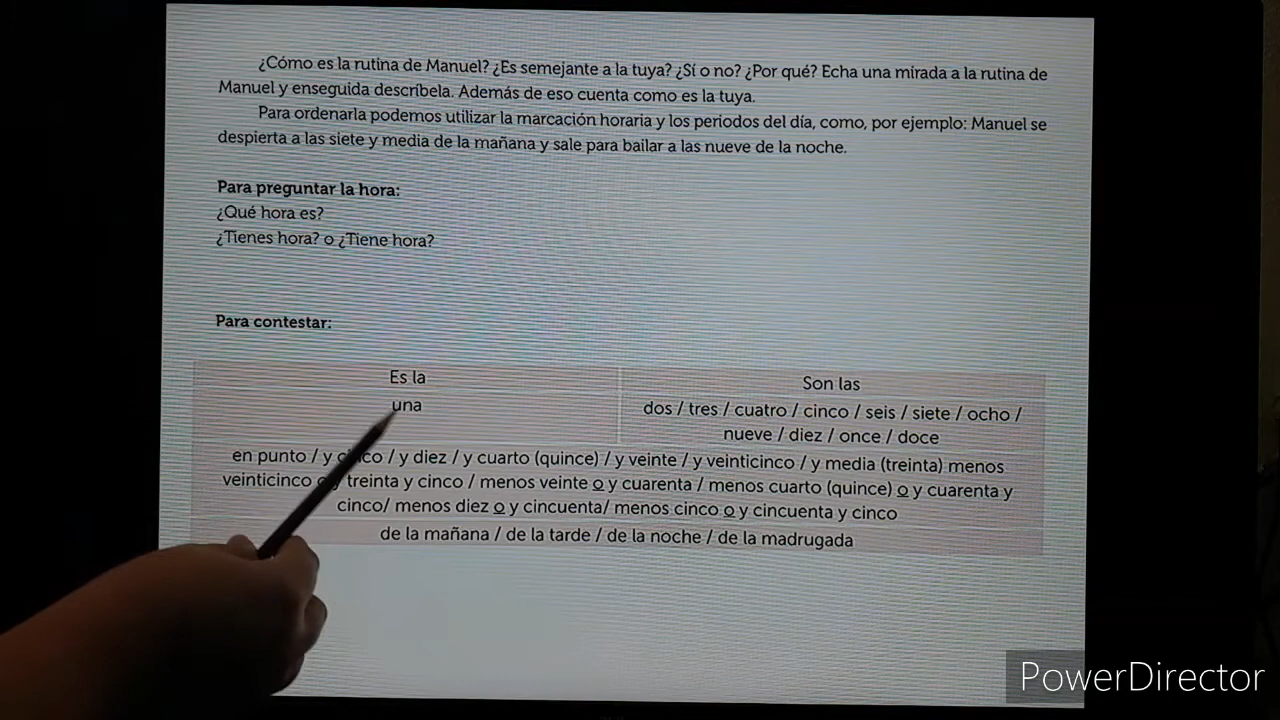 ¿Cómo es la rutina de Manuel? ¿Es semejante a la tuya? ¿Sí o no? ¿Por qué? Echa una mirada a la rutina de
Manuel y enseguida descríbela. Además de eso cuenta como es la tuya.
Para ordenarla podemos utilizar la marcación horaria y los periodos del día, como, por ejemplo: Manuel se
despierta a las siete y media de la mañana y sale para bailar a las nueve de la noche.
Para preguntar la hora:
¿Qué hora es?
¿Tienes hora? o ¿Tiene hora?
Para contestar:
Es la
una
Son las
dos / tres / cuatro / cinco / seis / siete / ocho /
nueve / diez / once / doce
en punto / y cinco / y diez / y cuarto (quince) / y veinte / y veinticinco / y media (treinta) menos
veinticinco o y treinta y cinco / menos veinte o y cuarenta / menos cuarto (quince) o y cuarenta y
cinco/ menos diez o y cincuenta/ menos cinco o y cincuenta y cinco
de la mañana / de la tarde / de la noche / de la madrugada
PowerDirector